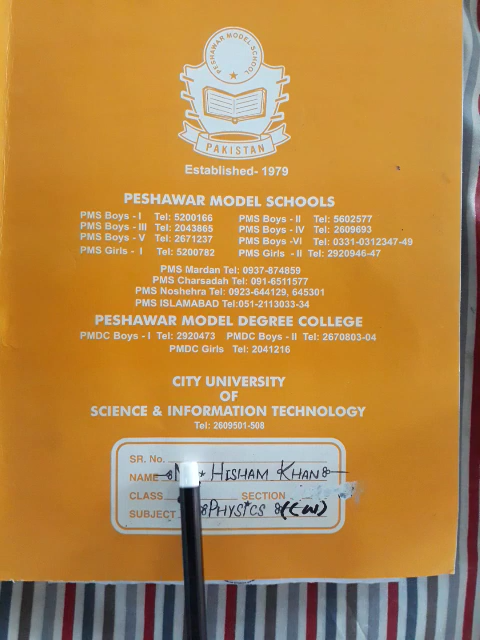 PESHAWAR MODEL SCHOOL
PAKISTAN
Established- 1979
PESHAWAR MODEL SCHOOLS
PMS Boys - I Tel: 5200166 PMS Boys - II Tel: 5602577
PMS Boys - III Tel: 2043865 PMS Boys - IV Tel: 2609693
PMS Boys - V Tel: 2671237 PMS Boys -VI Tel: 0331-0312347-49
PMS Girls - I Tel: 5200782 PMS Girls - II Tel: 2920946-47
PMS Mardan Tel: 0937-874859
PMS Charsadah Tel: 091-6511577
PMS Noshehra Tel: 0923-644129, 645301
PMS ISLAMABAD Tel:051-2113033-34
PESHAWAR MODEL DEGREE COLLEGE
PMDC Boys - I Tel: 2920473 PMDC Boys - II Tel: 2670803-04
PMDC Girls Tel: 2041216
CITY UNIVERSITY
OF
SCIENCE & INFORMATION TECHNOLOGY
Tel: 2609501-508
SR. No.
NAME HISHAM KHAN
CLASS SECTION
SUBJECT PHYSICS (CW)